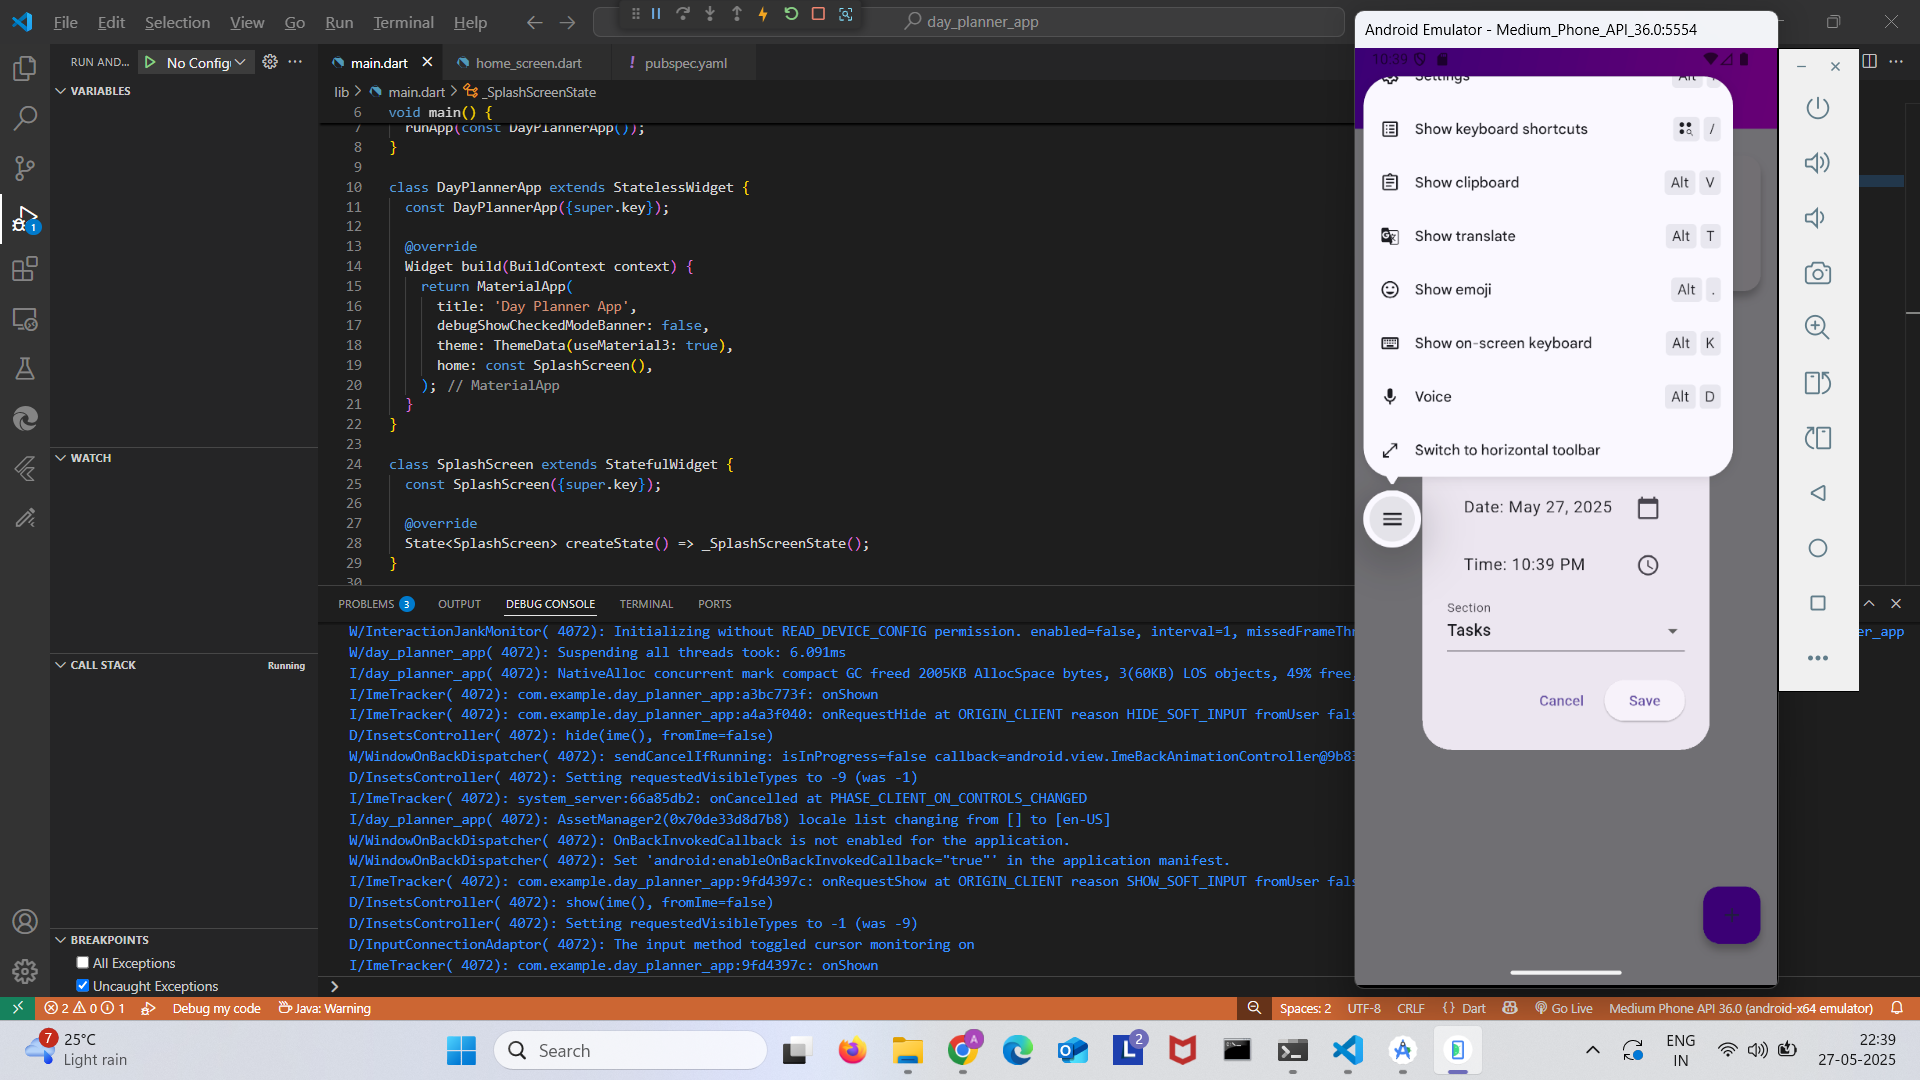 File Edit Selection View Go Run Terminal Help
day_planner_app
RUN AND... No Config
main.dart
home_screen.dart
! pubspec.yaml
VARIABLES
WATCH
CALL STACK
Running
BREAKPOINTS
All Exceptions
Uncaught Exceptions
1
lib > main.dart > _SplashScreenState
6 void main() {
7 runApp(const DayPlannerApp());
8 }
9
10 class DayPlannerApp extends StatelessWidget {
11 const DayPlannerApp({super.key});
12
13 @override
14 Widget build(BuildContext context) {
15 return MaterialApp(
16 title: 'Day Planner App',
17 debugShowCheckedModeBanner: false,
18 theme: ThemeData(useMaterial3: true),
19 home: const SplashScreen(),
20 ); // MaterialApp
21 }
22 }
23
24 class SplashScreen extends StatefulWidget {
25 const SplashScreen({super.key});
26
27 @override
28 State<SplashScreen> createState() => _SplashScreenState();
29 }
30
PROBLEMS 3 OUTPUT DEBUG CONSOLE TERMINAL PORTS
W/InteractionJankMonitor( 4072): Initializing without READ_DEVICE_CONFIG permission. enabled=false, interval=1, missedFrameThr
er_app
W/day_planner_app( 4072): Suspending all threads took: 6.091ms
I/day_planner_app( 4072): NativeAlloc concurrent mark compact GC freed 2005KB AllocSpace bytes, 3(60KB) LOS objects, 49% free,
I/ImeTracker( 4072): com.example.day_planner_app:a3bc773f: onShown
I/ImeTracker( 4072): com.example.day_planner_app:a4a3f040: onRequestHide at ORIGIN_CLIENT reason HIDE_SOFT_INPUT fromUser fals
D/InsetsController( 4072): hide(ime(), fromIme=false)
W/WindowOnBackDispatcher( 4072): sendCancelIfRunning: isInProgress=false callback=android.view.ImeBackAnimationController@9b83
D/InsetsController( 4072): Setting requestedVisibleTypes to -9 (was -1)
I/ImeTracker( 4072): system_server:66a85db2: onCancelled at PHASE_CLIENT_ON_CONTROLS_CHANGED
I/day_planner_app( 4072): AssetManager2(0x70de33d8d7b8) locale list changing from [] to [en-US]
W/WindowOnBackDispatcher( 4072): OnBackInvokedCallback is not enabled for the application.
W/WindowOnBackDispatcher( 4072): Set 'android:enableOnBackInvokedCallback="true"' in the application manifest.
I/ImeTracker( 4072): com.example.day_planner_app:9fd4397c: onRequestShow at ORIGIN_CLIENT reason SHOW_SOFT_INPUT fromUser fals
D/InsetsController( 4072): show(ime(), fromIme=false)
D/InsetsController( 4072): Setting requestedVisibleTypes to -1 (was -9)
D/InputConnectionAdaptor( 4072): The input method toggled cursor monitoring on
I/ImeTracker( 4072): com.example.day_planner_app:9fd4397c: onShown
Android Emulator - Medium_Phone_API_36.0:5554
10:39
Settings Alt
Show keyboard shortcuts /
Show clipboard Alt V
Show translate Alt T
Show emoji Alt .
Show on-screen keyboard Alt K
Voice Alt D
Switch to horizontal toolbar
Date: May 27, 2025
Time: 10:39 PM
Section
Tasks
Cancel Save
2 0 1 Debug my code Java: Warning
Spaces: 2 UTF-8 CRLF { } Dart Go Live Medium Phone API 36.0 (android-x64 emulator)
7
25°C
Light rain
Search
A
L 2
ENG
IN
22:39
27-05-2025